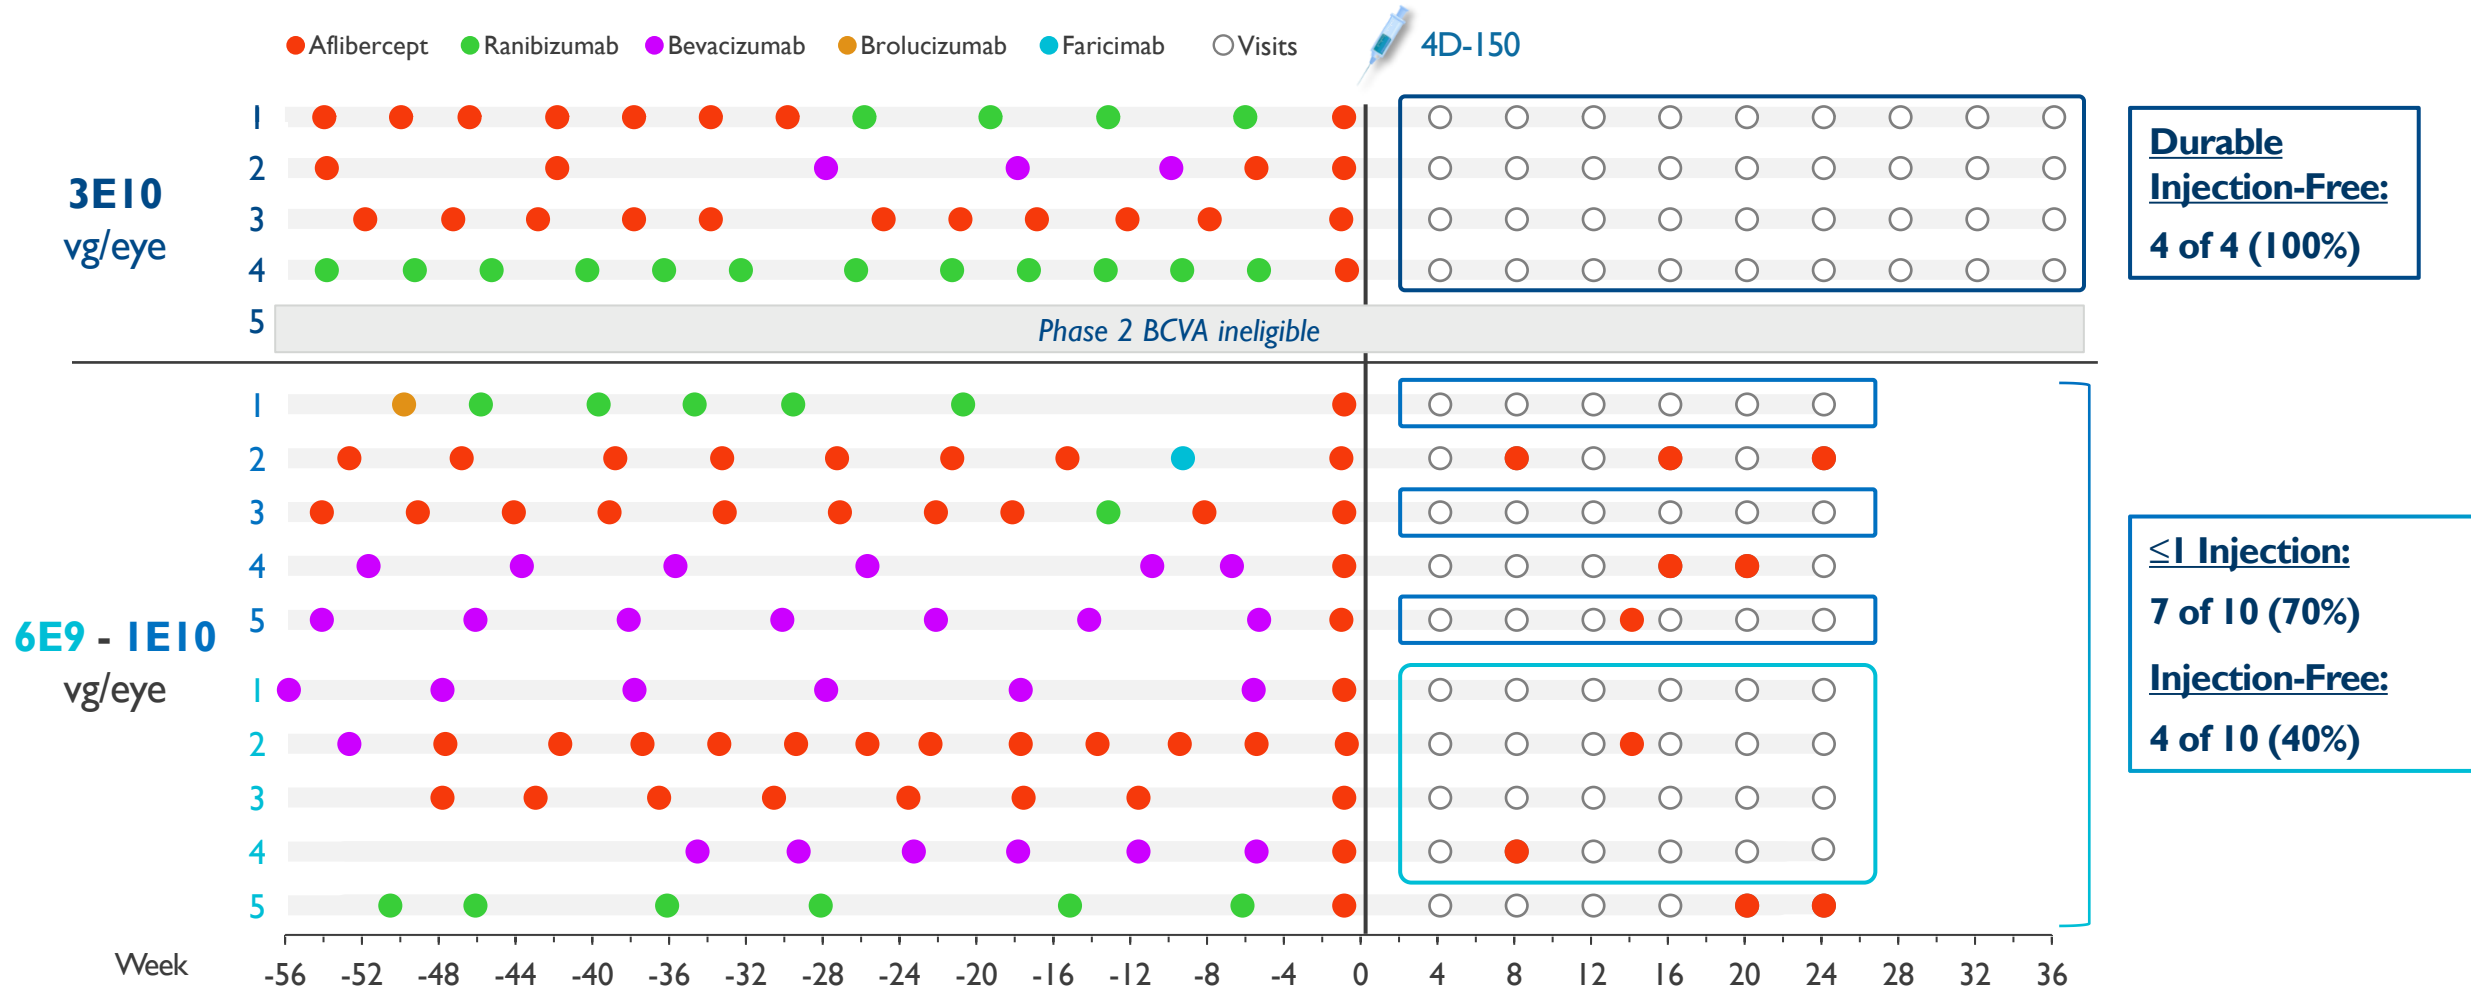 Aflibercept Ranibizumab Bevacizumab Brolucizumab Faricimab Visits 4D-150
3E10
vg/eye
1
2
3
4
5
Phase 2 BCVA ineligible
Durable
Injection-Free:
4 of 4 (100%)
6E9 - 1E10
vg/eye
1
2
3
4
5
1
2
3
4
5
≤1 Injection:
7 of 10 (70%)
Injection-Free:
4 of 10 (40%)
Week -56 -52 -48 -44 -40 -36 -32 -28 -24 -20 -16 -12 -8 -4 0 4 8 12 16 20 24 28 32 36